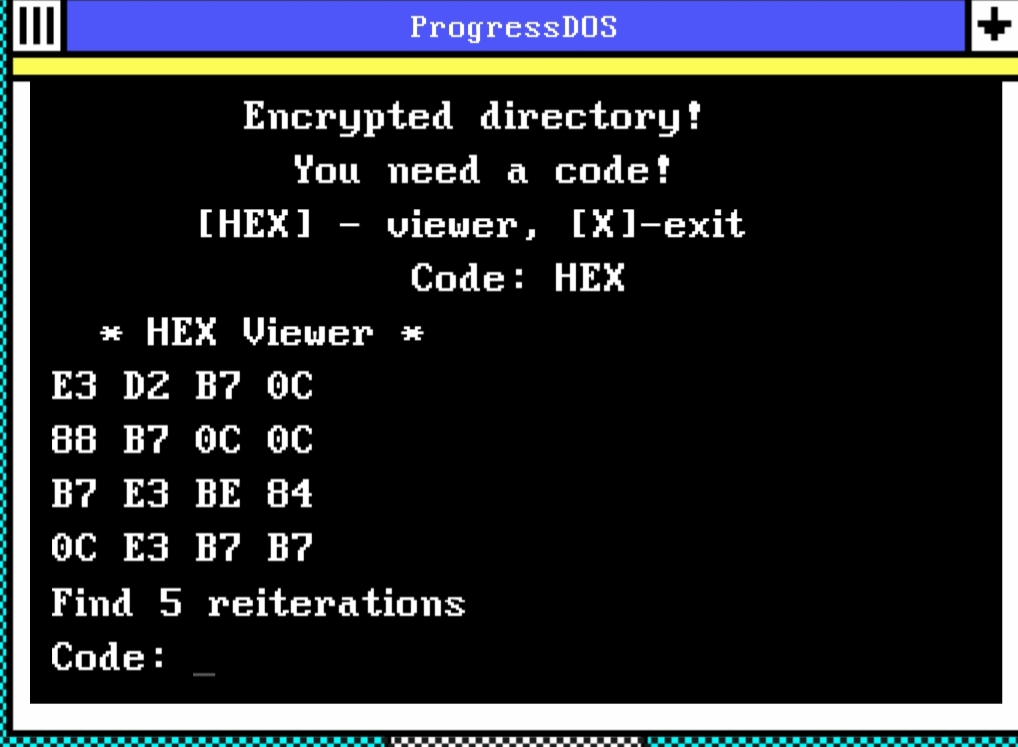 ProgressDOS
Encrypted directory!
You need a code!
[HEX] - viewer, [X]-exit
Code: HEX
* HEX Viewer *
E3 D2 B7 0C
88 B7 0C 0C
B7 E3 BE 84
0C E3 B7 B7
Find 5 reiterations
Code: _